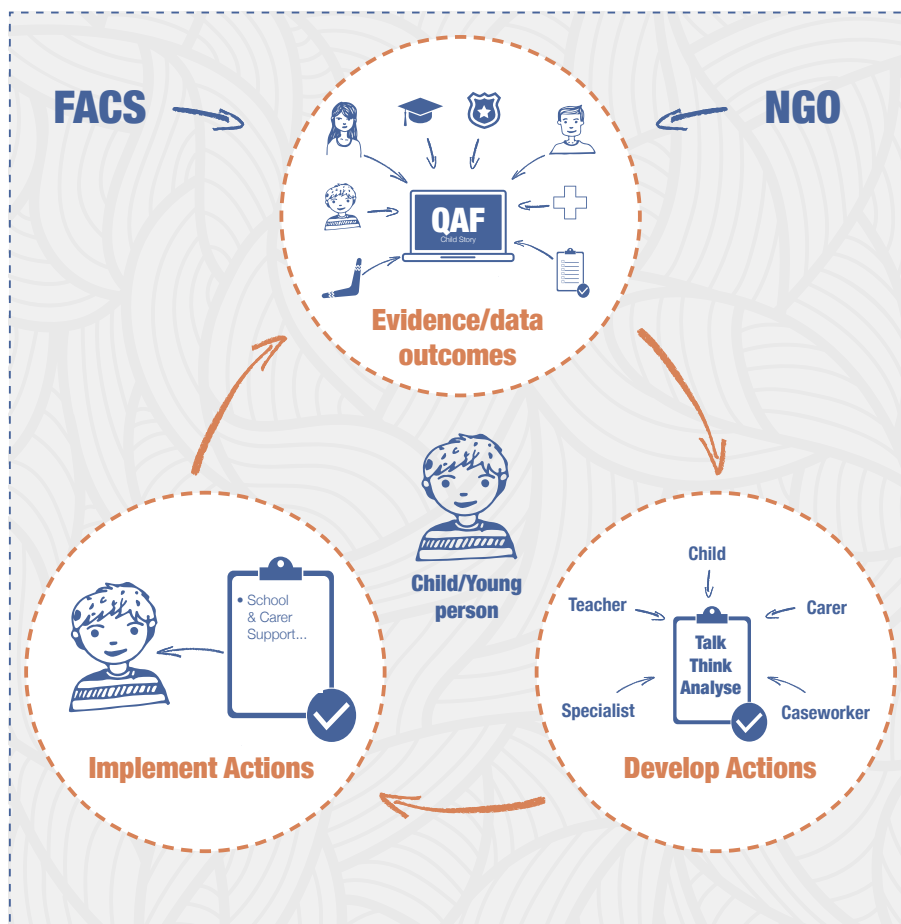 FACS
NGO
QAF
Child Story
Evidence/data
outcomes
Child/Young
person
• School
& Carer
Support...
Implement Actions
Child
Teacher
Carer
Talk
Think
Analyse
Specialist
Caseworker
Develop Actions